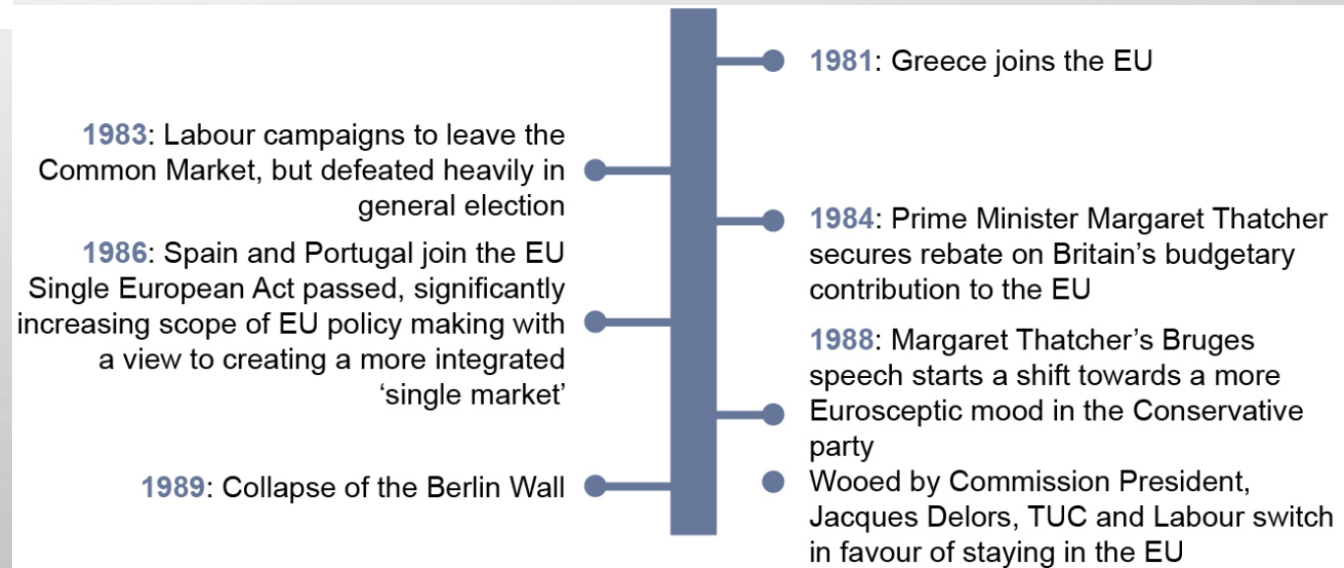 1981: Greece joins the EU
1983: Labour campaigns to leave the
Common Market, but defeated heavily in
general election
1984: Prime Minister Margaret Thatcher
secures rebate on Britain’s budgetary
contribution to the EU
1986: Spain and Portugal join the EU
Single European Act passed, significantly
increasing scope of EU policy making with
a view to creating a more integrated
‘single market’
1988: Margaret Thatcher’s Bruges
speech starts a shift towards a more
Eurosceptic mood in the Conservative
party
Wooed by Commission President,
Jacques Delors, TUC and Labour switch
in favour of staying in the EU
1989: Collapse of the Berlin Wall